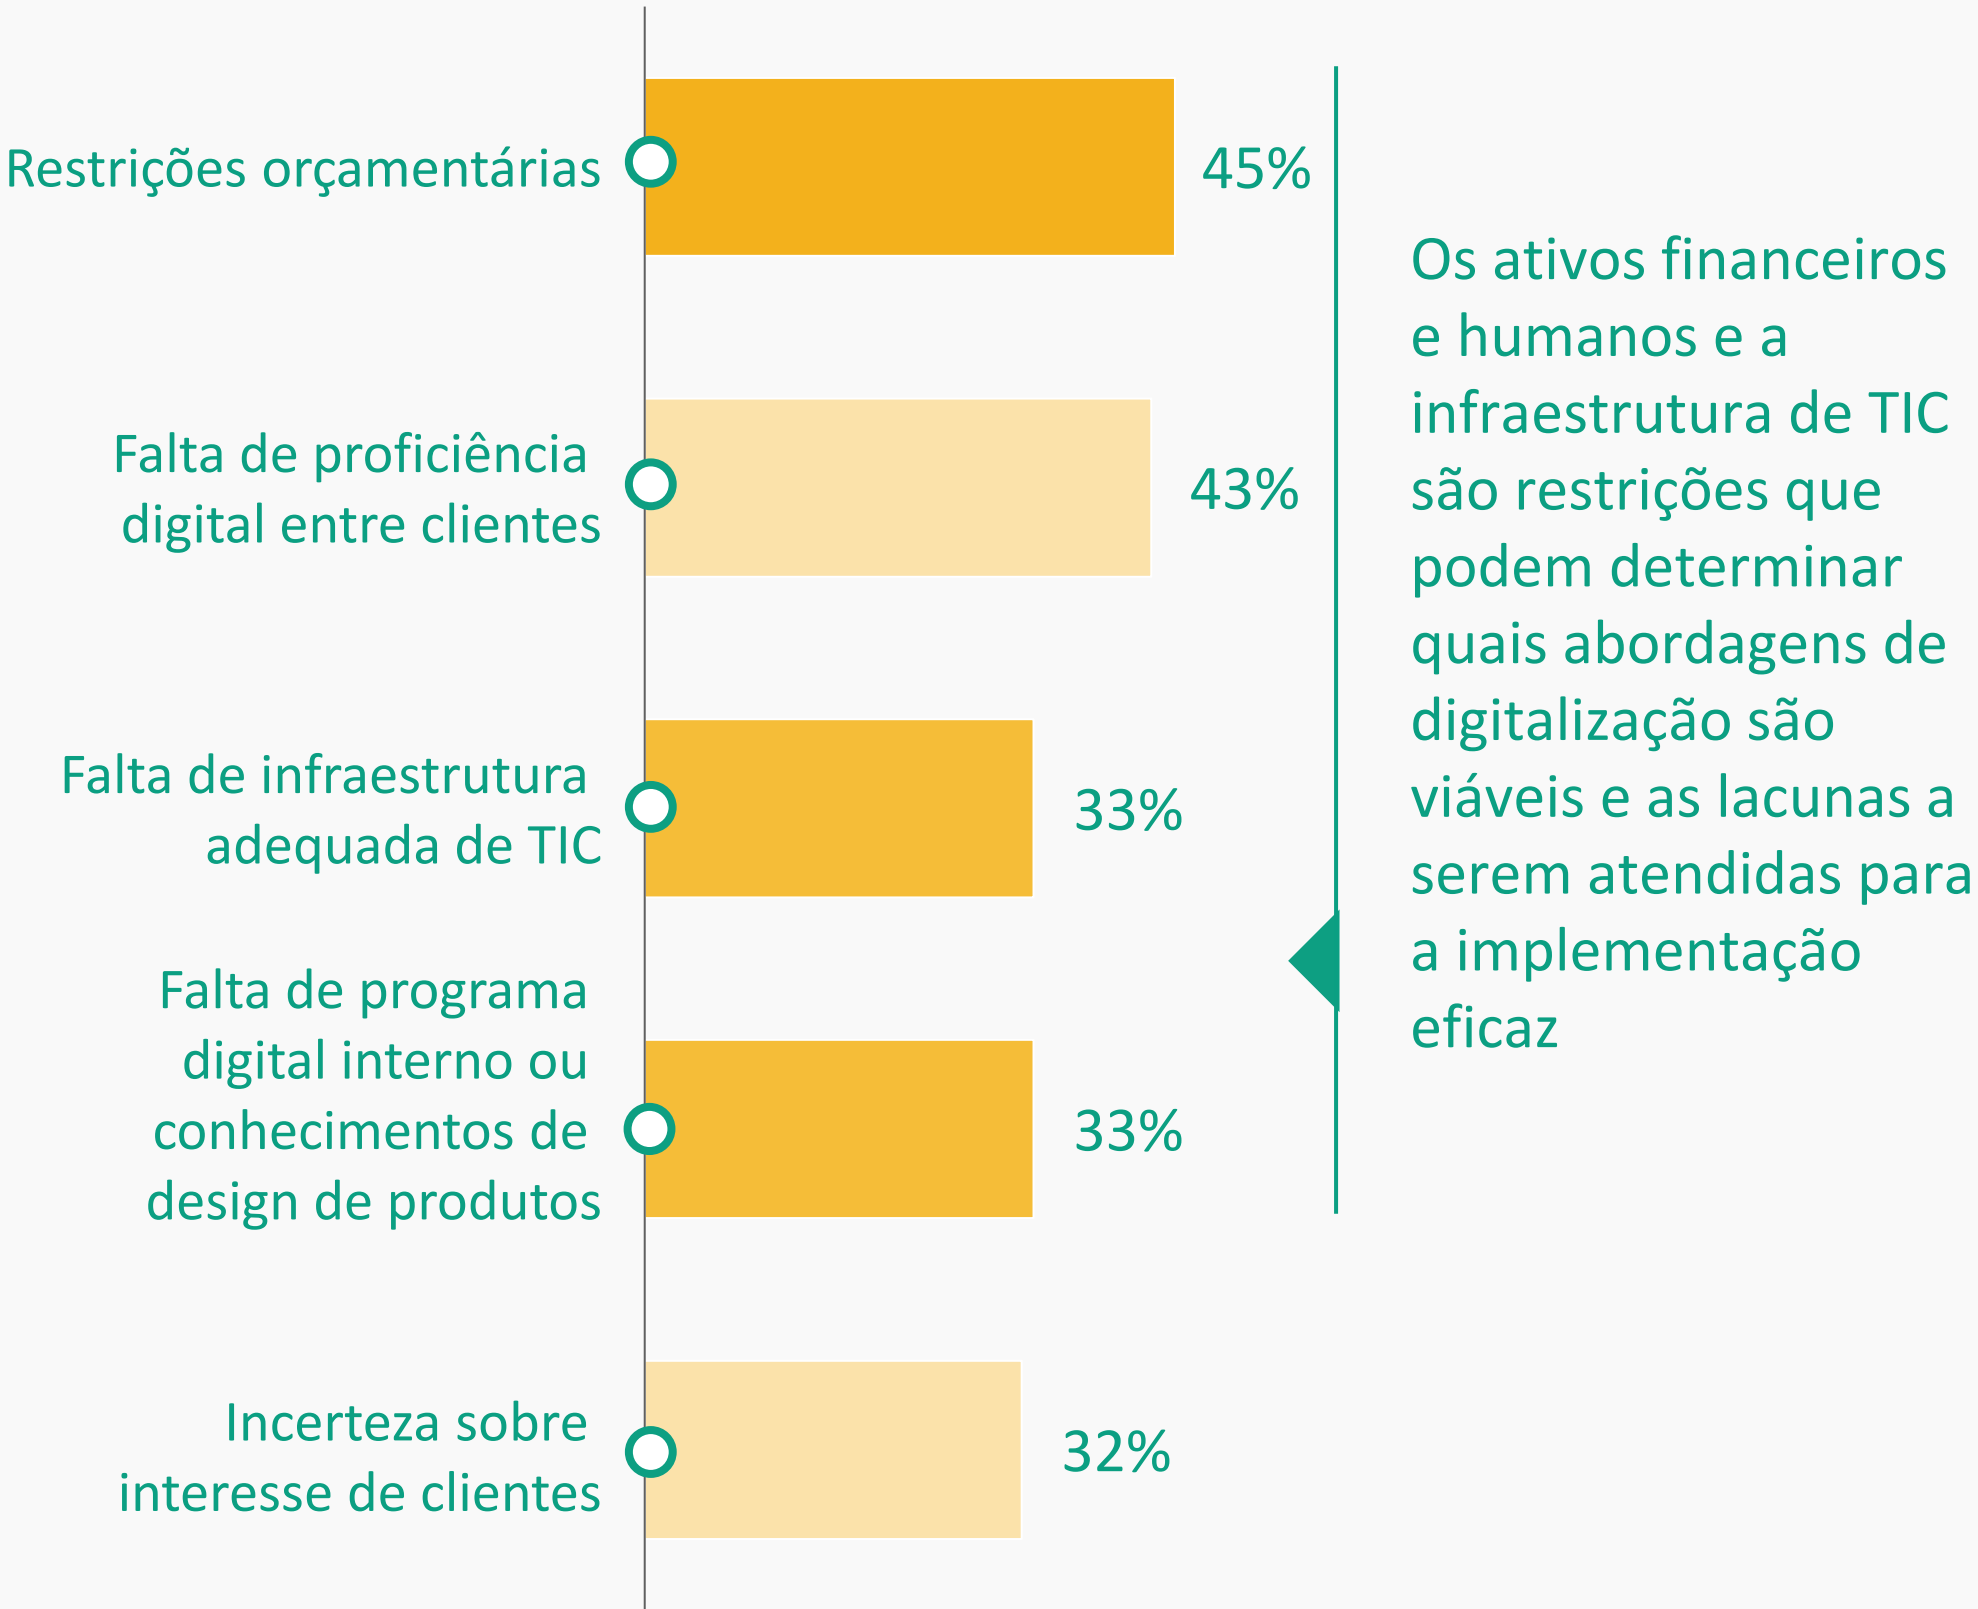 Restrições orçamentárias
45%
Falta de proficiência
digital entre clientes
43%
Falta de infraestrutura
adequada de TIC
33%
Falta de programa
digital interno ou
conhecimentos de
design de produtos
33%
Incerteza sobre
interesse de clientes
32%
Os ativos financeiros
e humanos e a
infraestrutura de TIC
são restrições que
podem determinar
quais abordagens de
digitalização são
viáveis e as lacunas a
serem atendidas para
a implementação
eficaz